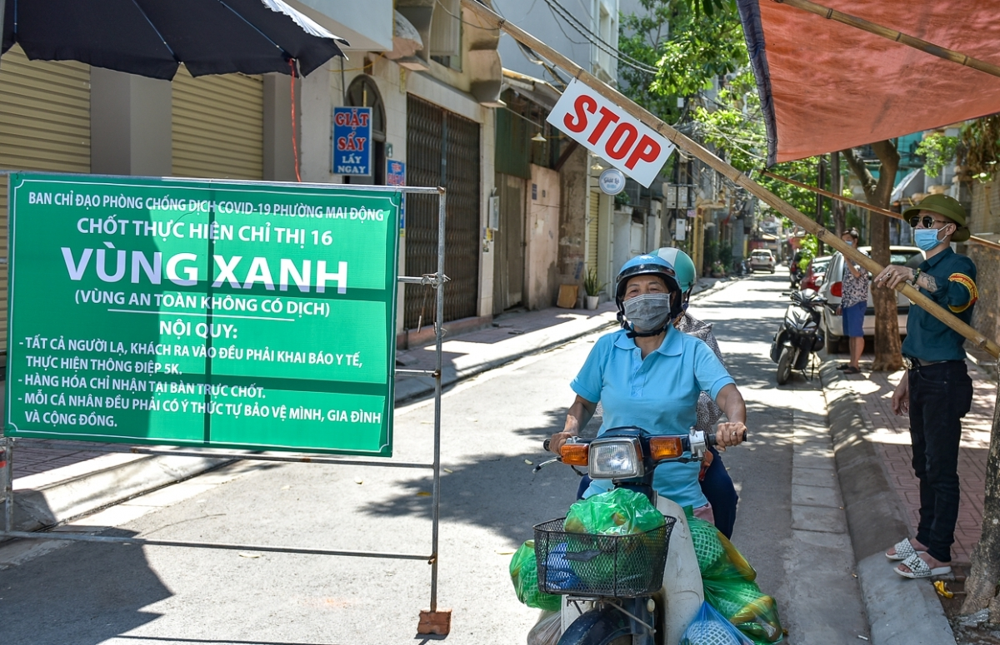 BAN CHỈ ĐẠO PHÒNG CHỐNG DỊCH COVID-19 PHƯỜNG MAI ĐỘNG
CHỐT THỰC HIỆN CHỈ THỊ 16
VÙNG XANH
(VÙNG AN TOÀN KHÔNG CÓ DỊCH)
NỘI QUY:
- TẤT CẢ NGƯỜI LẠ, KHÁCH RA VÀO ĐỀU PHẢI KHAI BÁO Y TẾ,
THỰC HIỆN THÔNG ĐIỆP 5K.
- HÀNG HÓA CHỈ NHẬN TẠI BÀN TRỰC CHỐT.
- MỖI CÁ NHÂN ĐỀU PHẢI CÓ Ý THỨC TỰ BẢO VỆ MÌNH, GIA ĐÌNH
VÀ CỘNG ĐỒNG.
GIẶT
SẤY
LẤY
NGAY
STOP